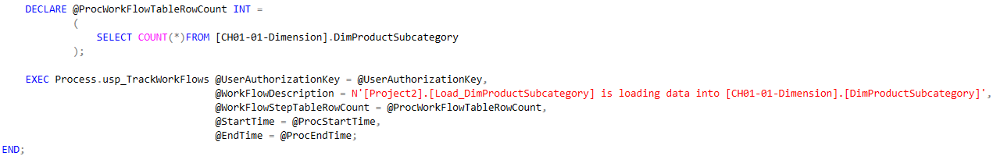 DECLARE @ProcWorkFlowTableRowCount INT =
(
SELECT COUNT(*)FROM [CH01-01-Dimension].DimProductSubcategory
);
EXEC Process.usp_TrackWorkFlows @UserAuthorizationKey = @UserAuthorizationKey,
@WorkFlowDescription = N'[Project2].[Load_DimProductSubcategory] is loading data into [CH01-01-Dimension].[DimProductSubcategory]',
@WorkFlowStepTableRowCount = @ProcWorkFlowTableRowCount,
@StartTime = @ProcStartTime,
@EndTime = @ProcEndTime;
END;